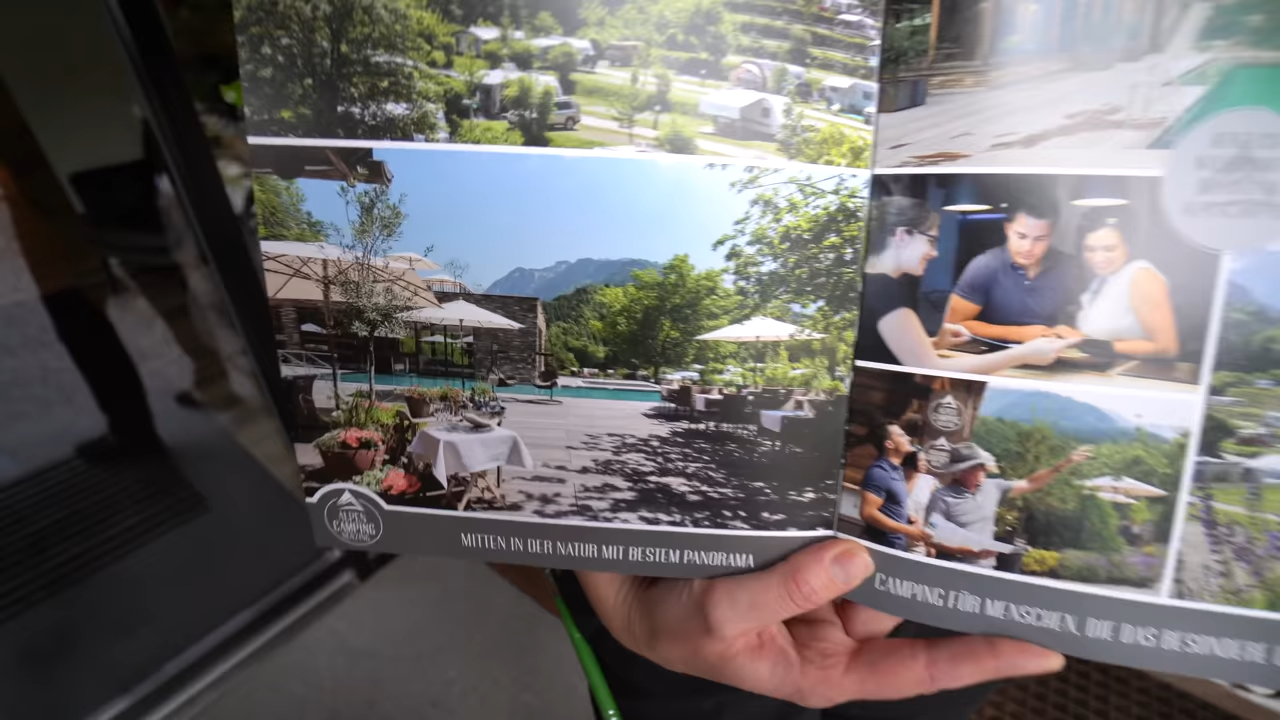 ALPEN
CAMPING
MITTEN IN DER NATUR MIT BESTEM PANORAMA
CAMPING FÜR MENSCHEN, DIE DAS BESONDERE